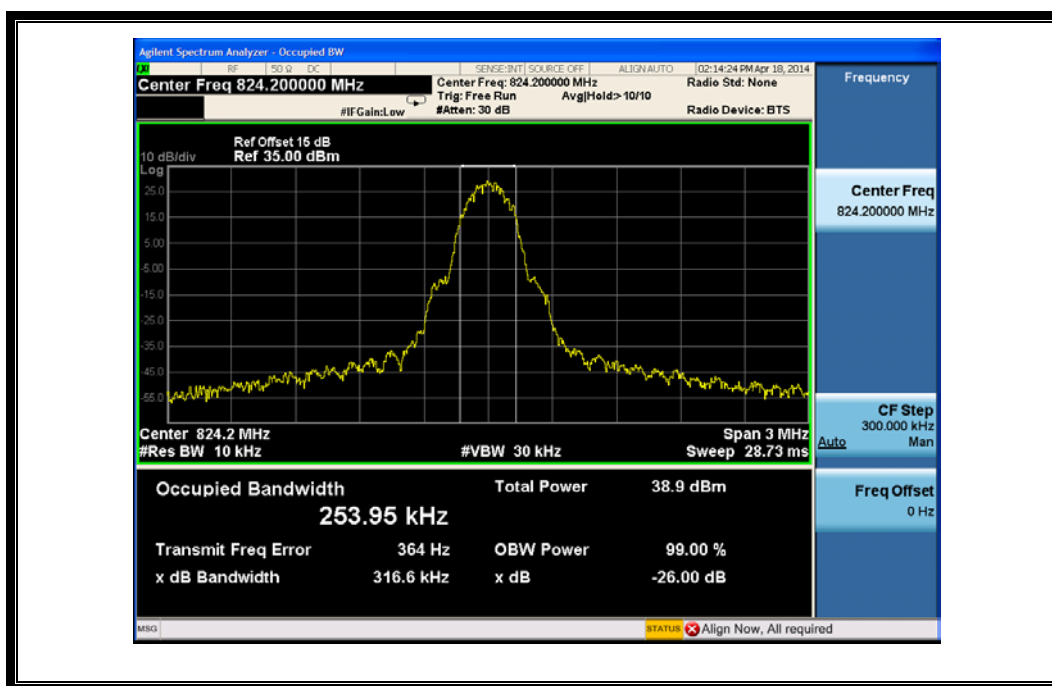 Agilent Spectrum Analyzer - Occupied BW
RF 50 Ω DC SENSE:INT SOURCE OFF ALIGN AUTO 02:14:24 PM Apr 18, 2014
Center Freq 824.200000 MHz
#IFGain:Low
Center Freq: 824.200000 MHz
Trig: Free Run Avg|Hold:> 10/10
#Atten: 30 dB
Radio Std: None
Radio Device: BTS
Ref Offset 15 dB
10 dB/div Ref 35.00 dBm
Log
25.0
15.0
5.00
-5.00
-15.0
-25.0
-35.0
-45.0
-55.0
Center 824.2 MHz Span 3 MHz
#Res BW 10 kHz #VBW 30 kHz Sweep 28.73 ms
Occupied Bandwidth Total Power 38.9 dBm
253.95 kHz
Transmit Freq Error 364 Hz OBW Power 99.00 %
x dB Bandwidth 316.6 kHz x dB -26.00 dB
MSG STATUS Align Now, All required
Frequency
Center Freq
824.200000 MHz
CF Step
300.000 kHz
Auto Man
Freq Offset
0 Hz